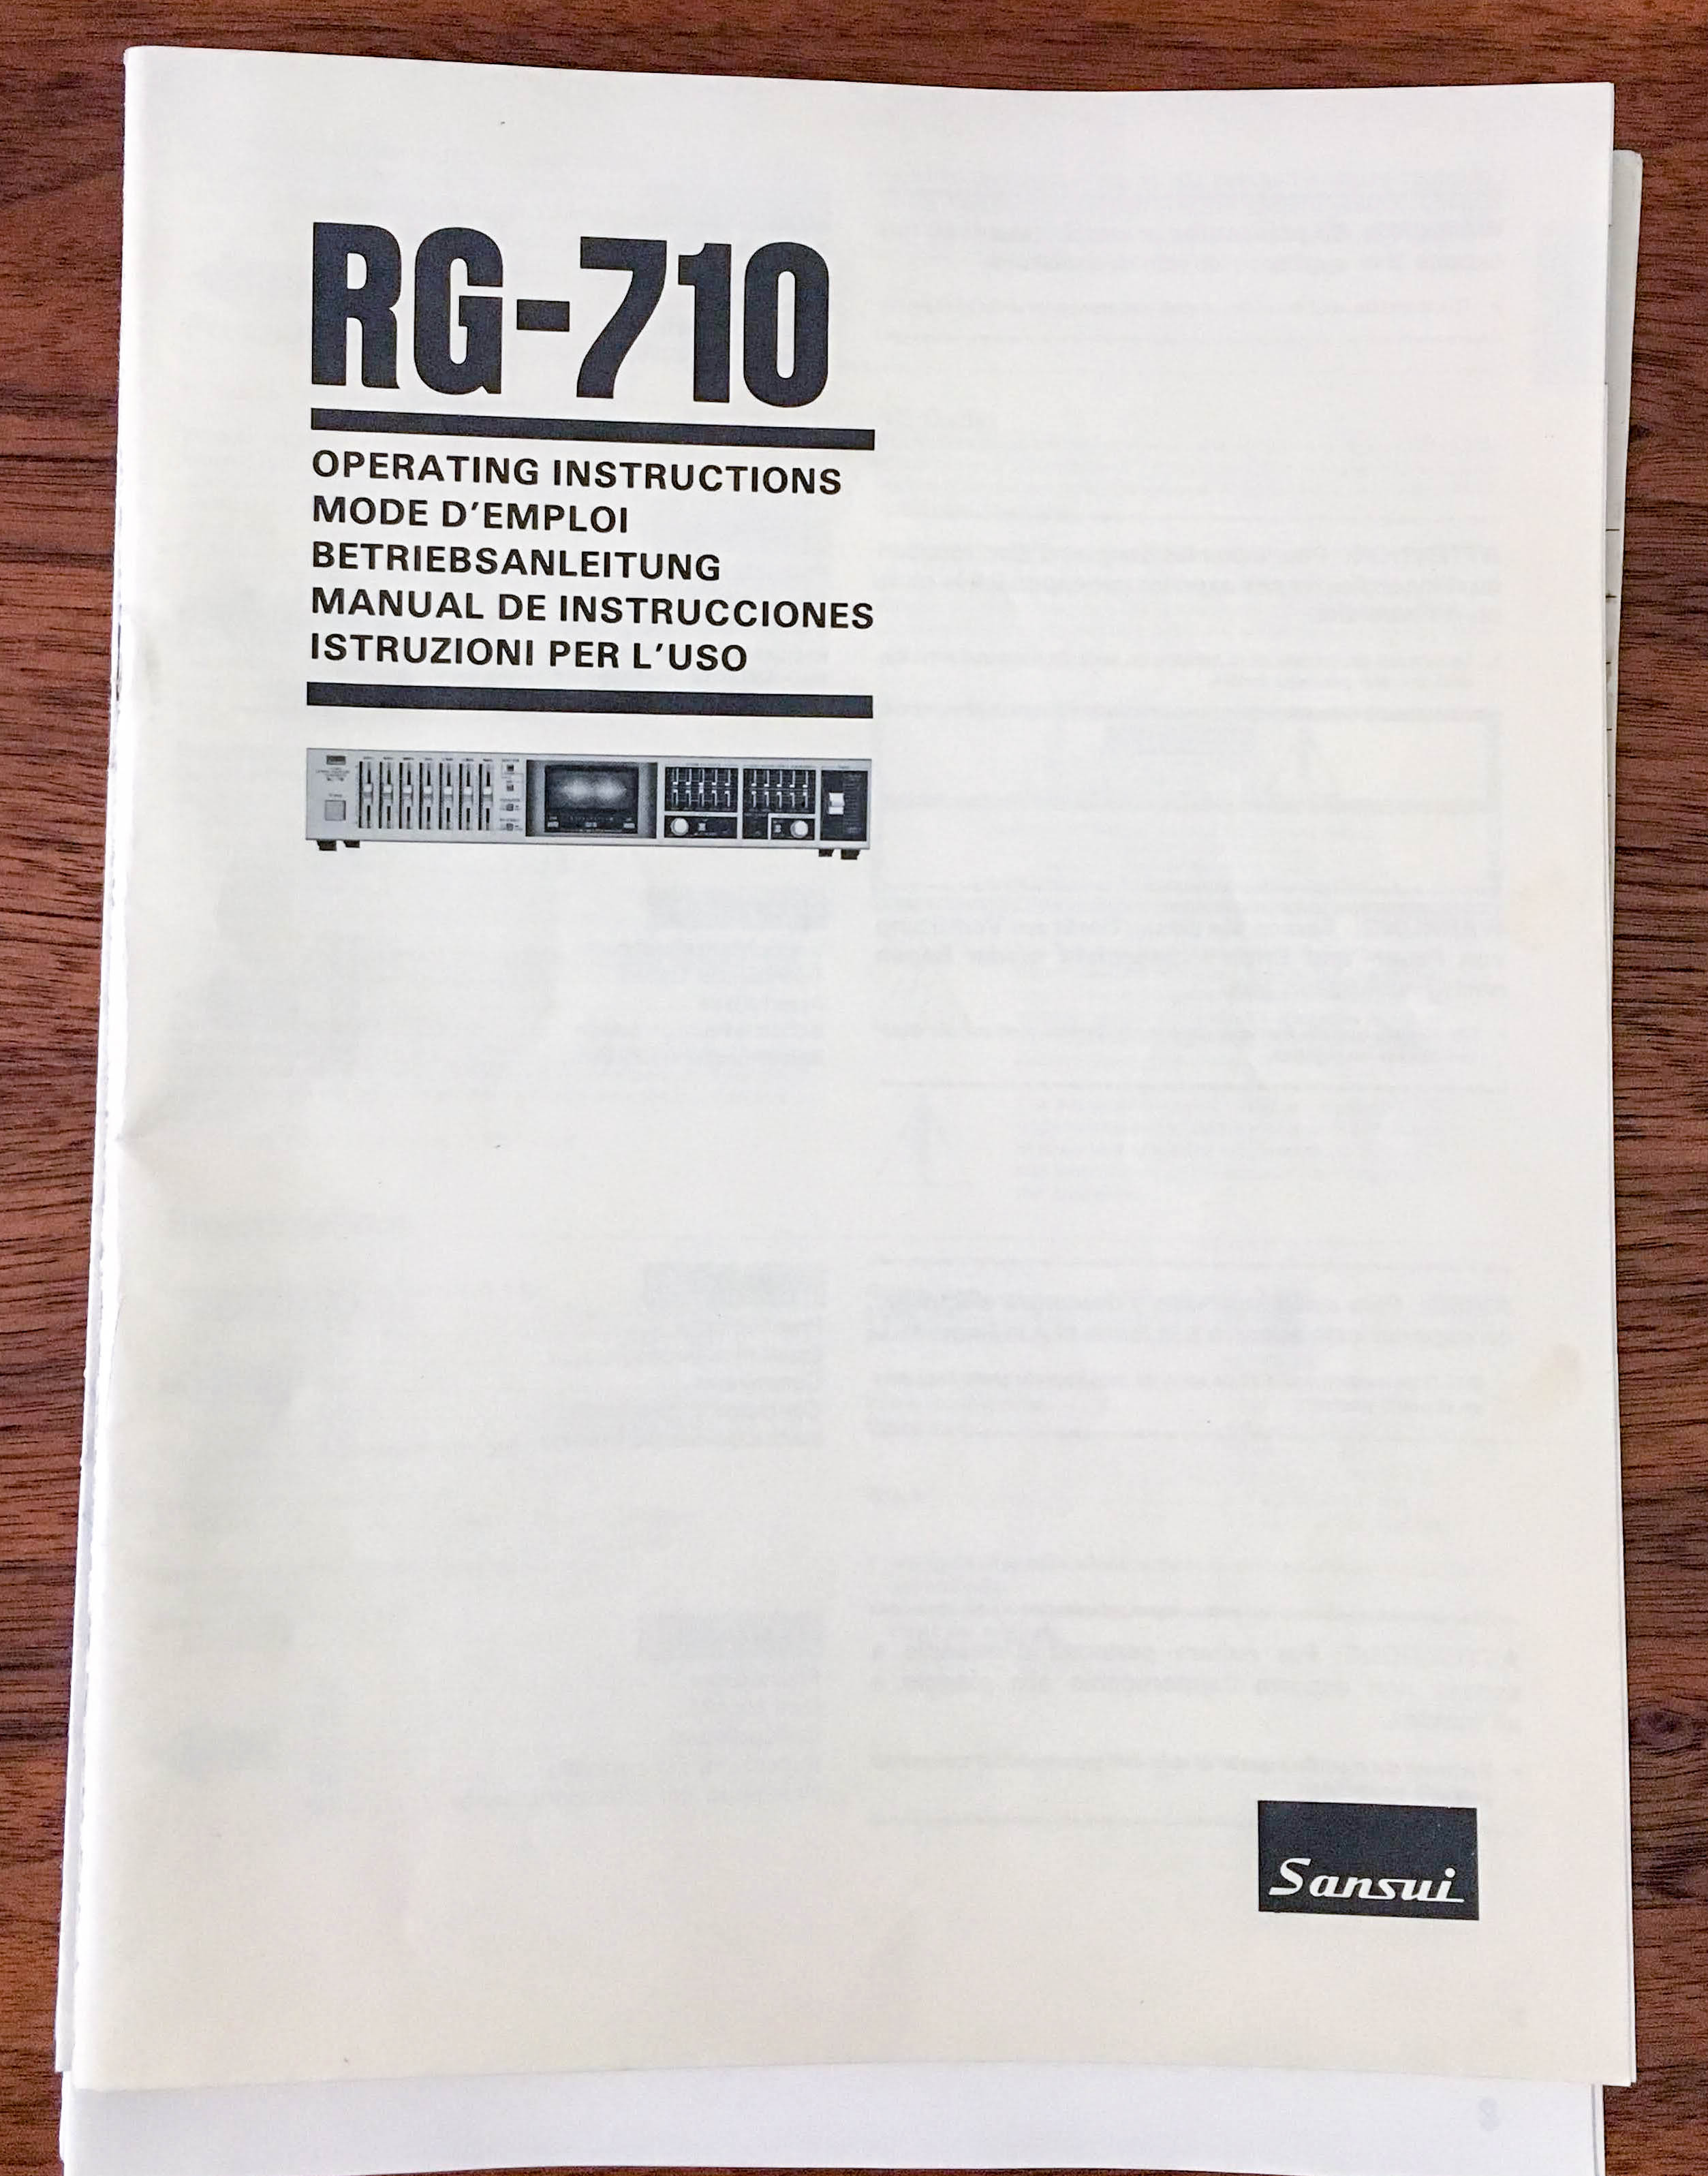 RG-710
OPERATING INSTRUCTIONS
MODE D'EMPLOI
BETRIEBSANLEITUNG
MANUAL DE INSTRUCCIONES
ISTRUZIONI PER L'USO
Sansui